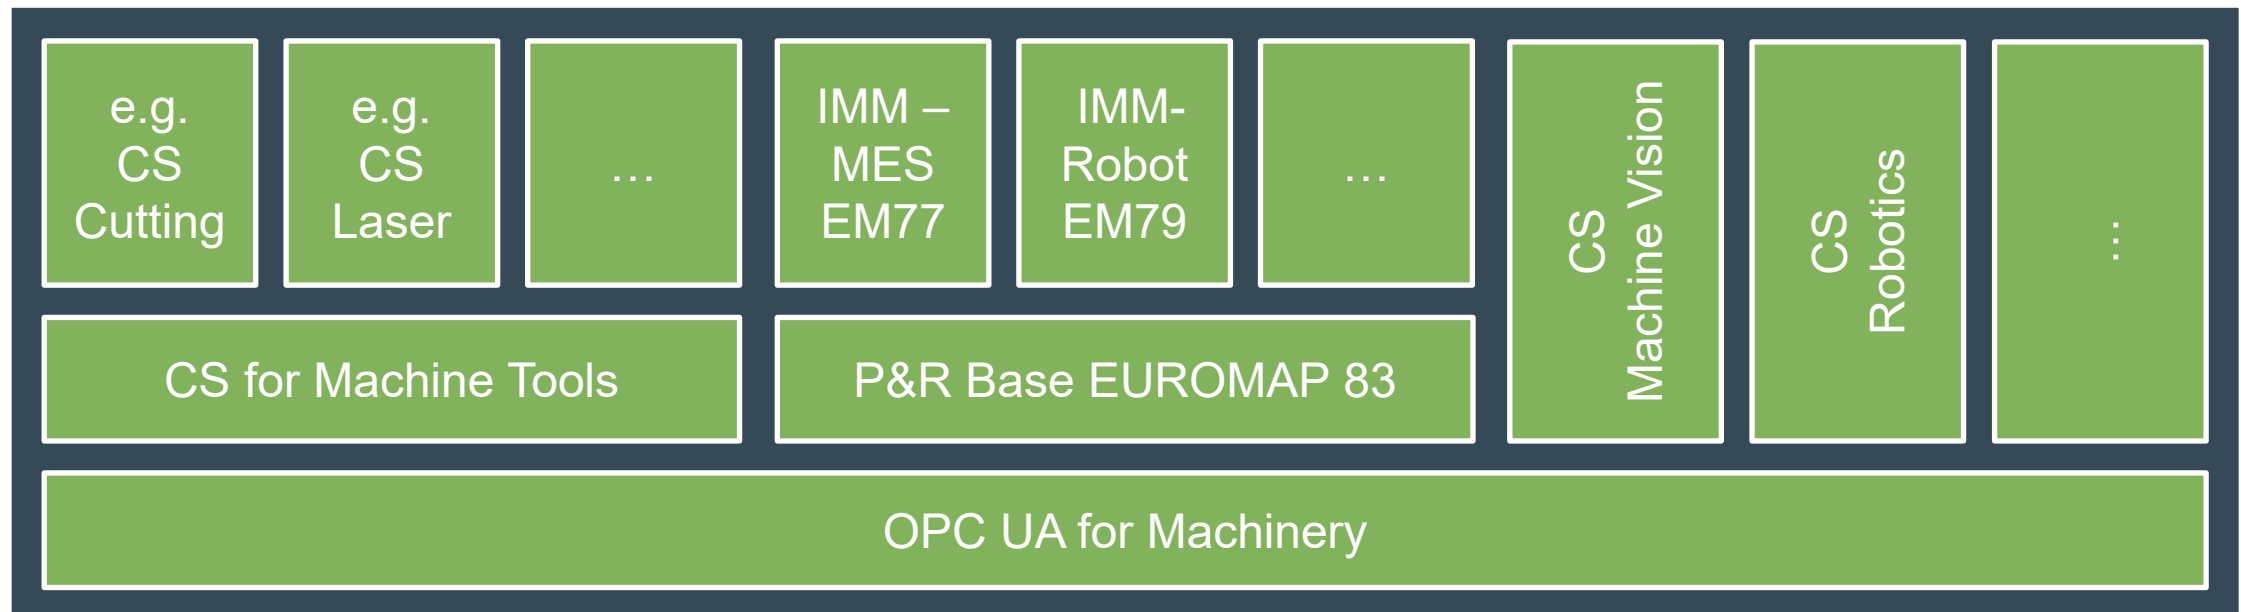 e.g.
CS
Cutting
e.g.
CS
Laser
…
IMM –
MES
EM77
IMM-
Robot
EM79
…
CS
Machine Vision
CS
Robotics
…
CS for Machine Tools
P&R Base EUROMAP 83
OPC UA for Machinery